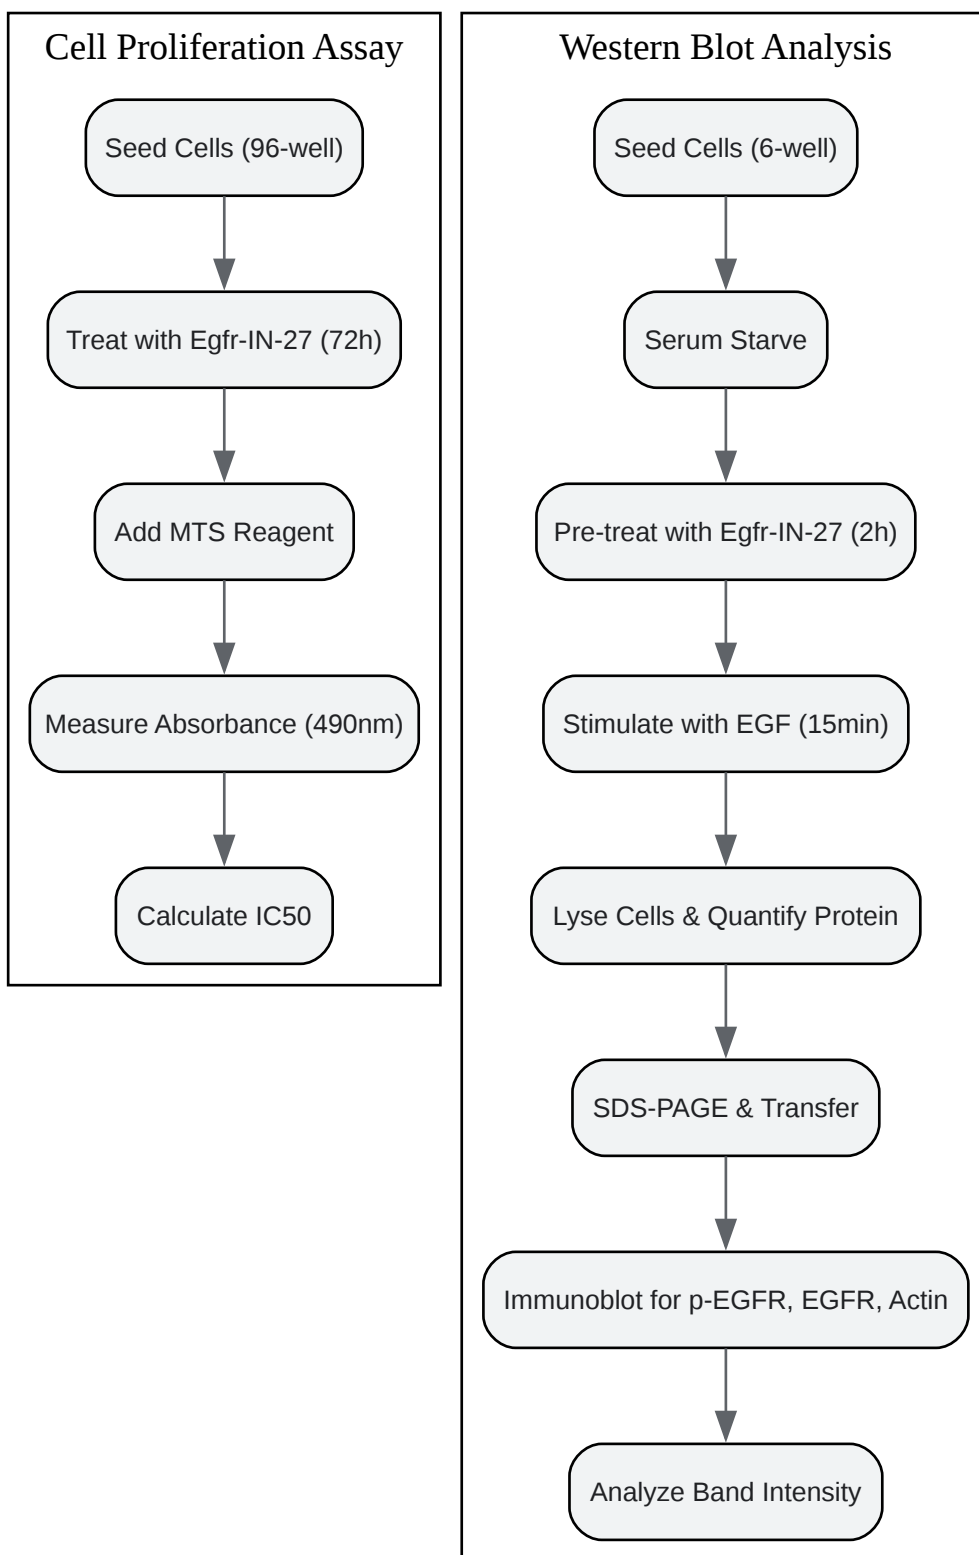 Cell Proliferation Assay
Seed Cells (96-well)
Treat with Egfr-IN-27 (72h)
Add MTS Reagent
Measure Absorbance (490nm)
Calculate IC50
Western Blot Analysis
Seed Cells (6-well)
Serum Starve
Pre-treat with Egfr-IN-27 (2h)
Stimulate with EGF (15min)
Lyse Cells & Quantify Protein
SDS-PAGE & Transfer
Immunoblot for p-EGFR, EGFR, Actin
Analyze Band Intensity